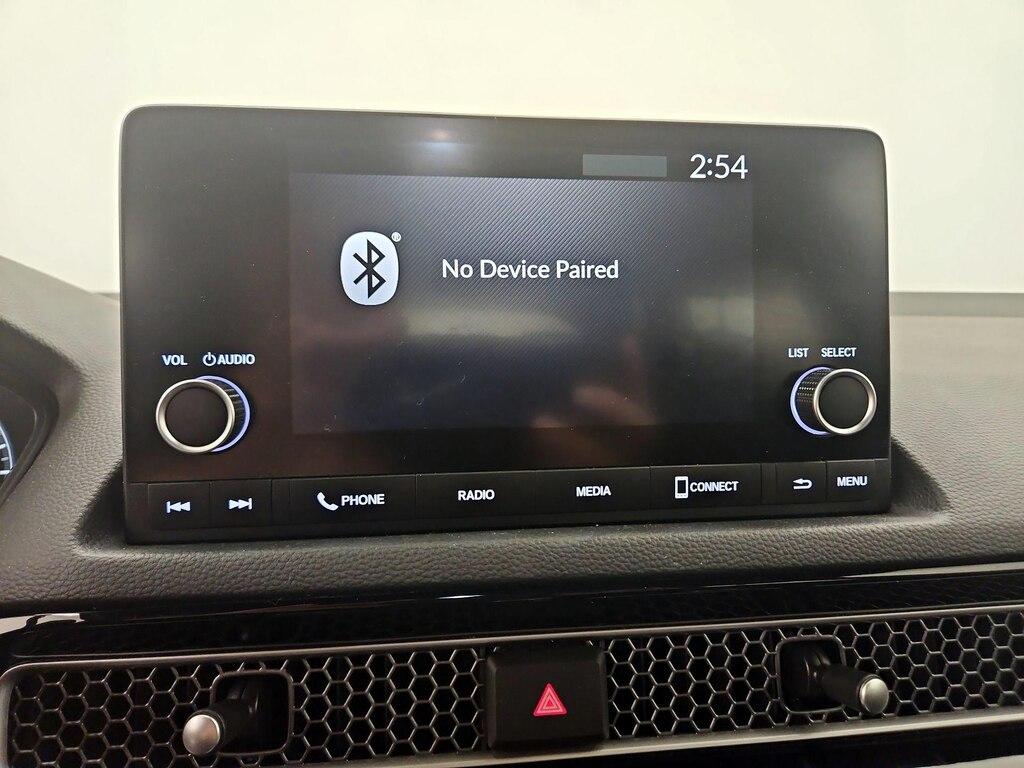 2:54
No Device Paired
VOL AUDIO
LIST SELECT
PHONE RADIO MEDIA CONNECT MENU